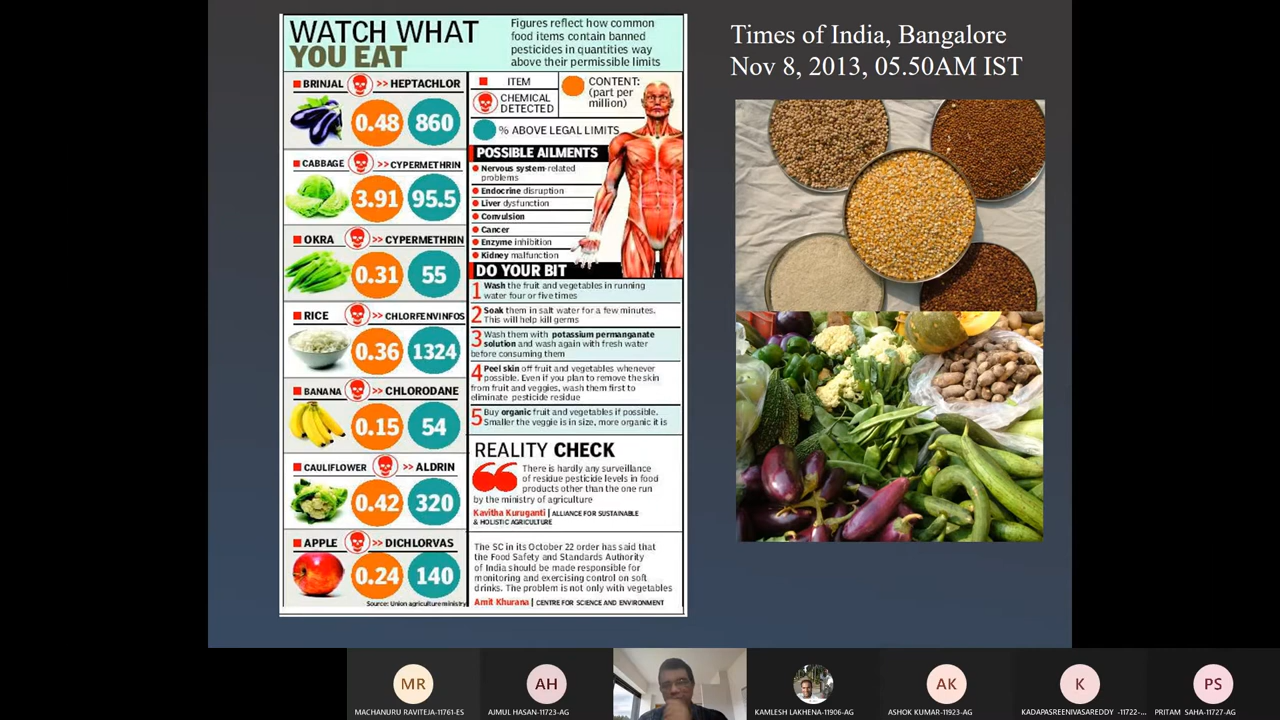 WATCH WHAT
YOU EAT
Figures reflect how common
food items contain banned
pesticides in quantities way
above their permissible limits
BRINJAL >> HEPTACHLOR
0.48 860
CABBAGE >> CYPERMETHRIN
3.91 95.5
OKRA >> CYPERMETHRIN
0.31 55
RICE >> CHLORFENVINFOS
0.36 1324
BANANA >> CHLORODANE
0.15 54
CAULIFLOWER >> ALDRIN
0.42 320
APPLE >> DICHLORVAS
0.24 140
Source: Union agriculture ministry
ITEM
CHEMICAL
DETECTED
CONTENT:
(part per
million)
% ABOVE LEGAL LIMITS
POSSIBLE AILMENTS
Nervous system-related
problems
Endocrine disruption
Liver dysfunction
Convulsion
Cancer
Enzyme inhibition
Kidney malfunction
DO YOUR BIT
1 Wash the fruit and vegetables in running
water four or five times
2 Soak them in salt water for a few minutes.
This will help kill germs
3 Wash them with potassium permanganate
solution and wash again with fresh water
before consuming them
4 Peel skin off fruit and vegetables whenever
possible. Even if you plan to remove the skin
from fruit and veggies, wash them first to
eliminate pesticide residue
5 Buy organic fruit and vegetables if possible.
Smaller the veggie is in size, more organic it is
REALITY CHECK
There is hardly any surveillance
of residue pesticide levels in food
products other than the one run
by the ministry of agriculture
Kavitha Kuruganti | ALLIANCE FOR SUSTAINABLE
& HOLISTIC AGRICULTURE
The SC in its October 22 order has said that
the Food Safety and Standards Authority
of India should be made responsible for
monitoring and exercising control on soft
drinks. The problem is not only with vegetables
Amit Khurana | CENTRE FOR SCIENCE AND ENVIRONMENT
Times of India, Bangalore
Nov 8, 2013, 05.50AM IST
MR
MACHANURU RAVITEJA-11761-ES
AH
AJMUL HASAN-11723-AG
KAMLESH LAKHENA-11906-AG
AK
ASHOK KUMAR-11923-AG
K
KADAPASREENIVASAREDDY -11722-...
PS
PRITAM SAHA-11727-AG